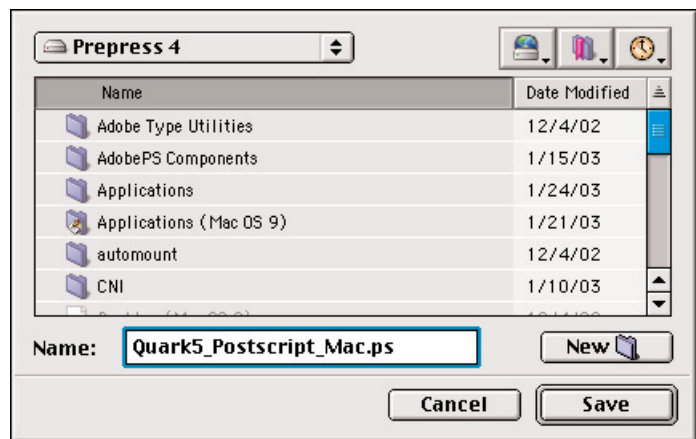 Prepress 4
Name Date Modified
Adobe Type Utilities 12/4/02
AdobePS Components 1/15/03
Applications 1/24/03
Applications (Mac OS 9) 1/21/03
automount 12/4/02
CNI 1/10/03
Name: Quark5_Postscript_Mac.ps New
Cancel Save